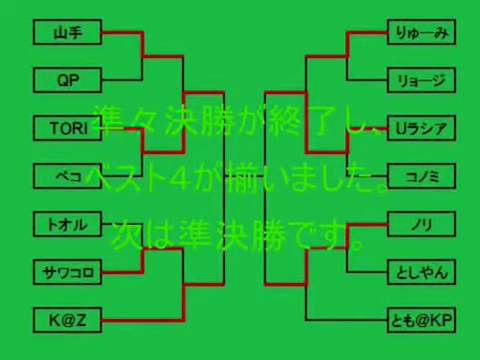 山手
QP
TORI
ペコ
トオル
サワコロ
K@Z
りゅーみ
リョージ
Uラシア
コノミ
ノリ
としやん
とも@KP
準々決勝が終了し、
ベスト４が揃いました。
次は準決勝です。